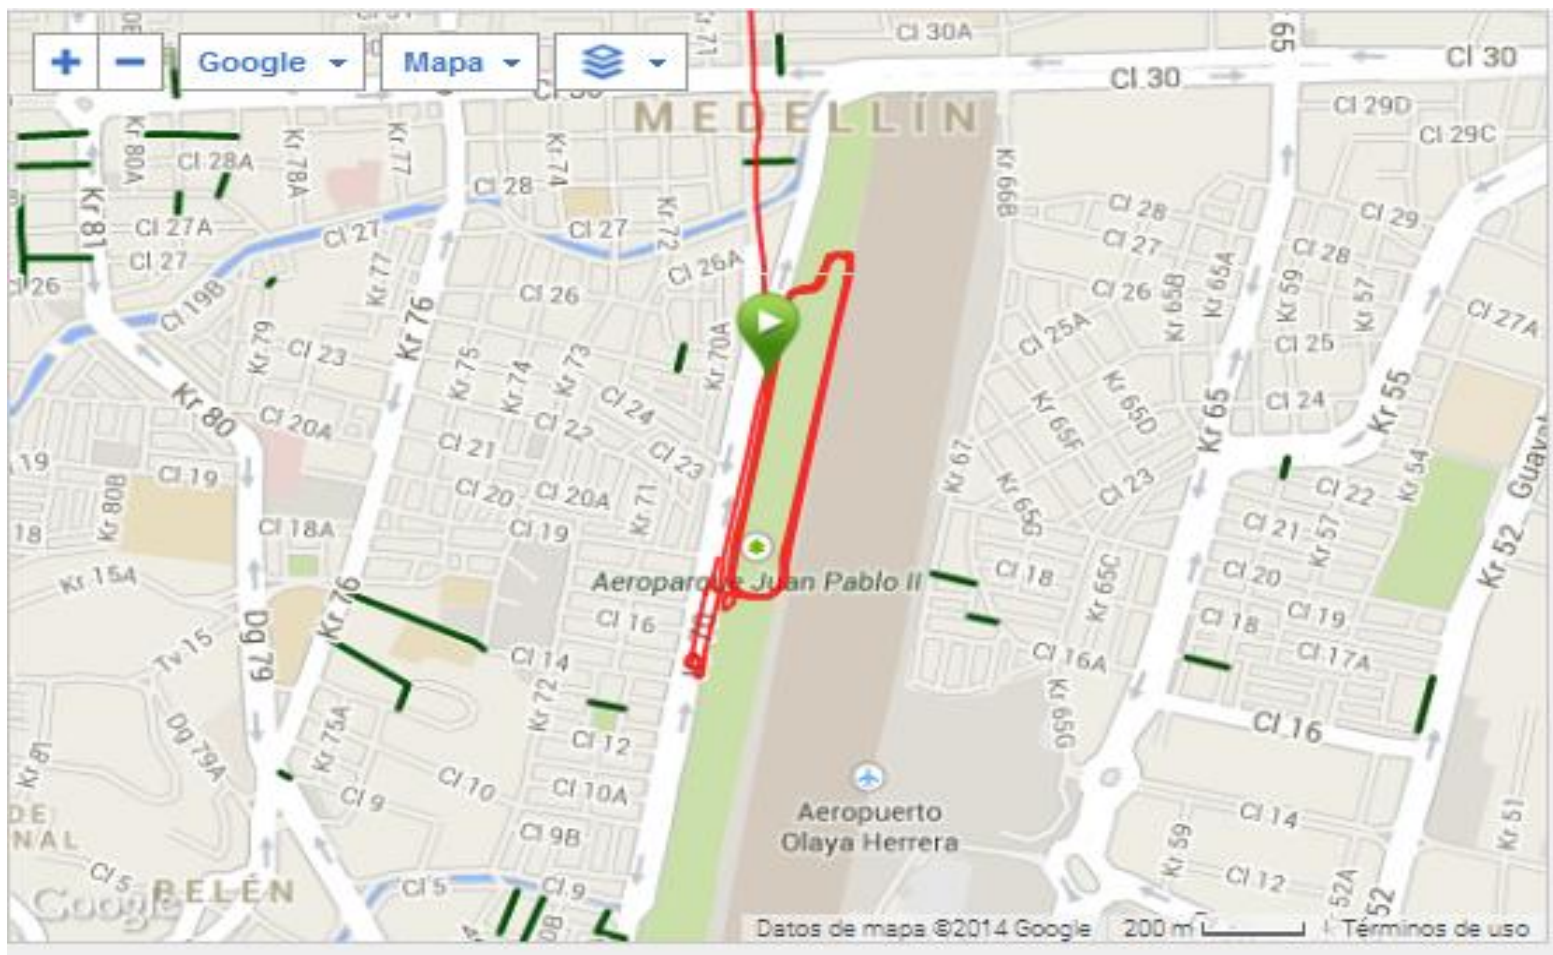 Google
Mapa
MEDELLÍN
Cl 30A
Cl 30
Cl 30
65
Cl 29D
Cl 29C
Kr 80A
Cl 28A
Kr 78A
Kr 77
Kr 74
Cl 28
Kr 66B
Kr 81
Cl 27A
Cl 27
Cl 27
Cl 27
Kr 72
Cl 28
Cl 29
Cl 27
Cl 28
Cl 26A
Kr 77
Cl 26
Cl 19B
Cl 26
Kr 65B
Kr 65A
Kr 59
Kr 57
Cl 27A
Kr 79
Cl 23
Kr 76
Kr 75
Kr 74
Kr 73
Kr 70A
Cl 25A
Cl 25
Kr 80
Cl 20A
Cl 24
Cl 22
Kr 65F
Kr 65D
Kr 65
Cl 24
Kr 55
Cl 21
Cl 23
Kr 67
Kr 54
19
Cl 19
Kr 80B
Cl 20
Cl 20A
Kr 71
Kr 65G
Cl 23
Cl 22
18
Cl 18A
Cl 19
Cl 21
Kr 57
Kr 52
Kr 15A
Aeroparque Juan Pablo II
Cl 18
Kr 65C
Cl 20
Kr 76
Cl 16
Cl 19
Cl 18
Tv 15
Dg 79
Cl 14
Cl 16A
Cl 17A
Kr 72
Kr 65G
Dg 79A
Kr 75A
Cl 12
Cl 16
Kr 81
Cl 9
Cl 10
Cl 10A
Aeropuerto
Olaya Herrera
Cl 14
Kr 51
Cl 9B
Kr 59
Cl 5
BELÉN
Cl 5
Cl 9
Cl 12
52A
52
Google
Datos de mapa ©2014 Google
200 m
Términos de uso